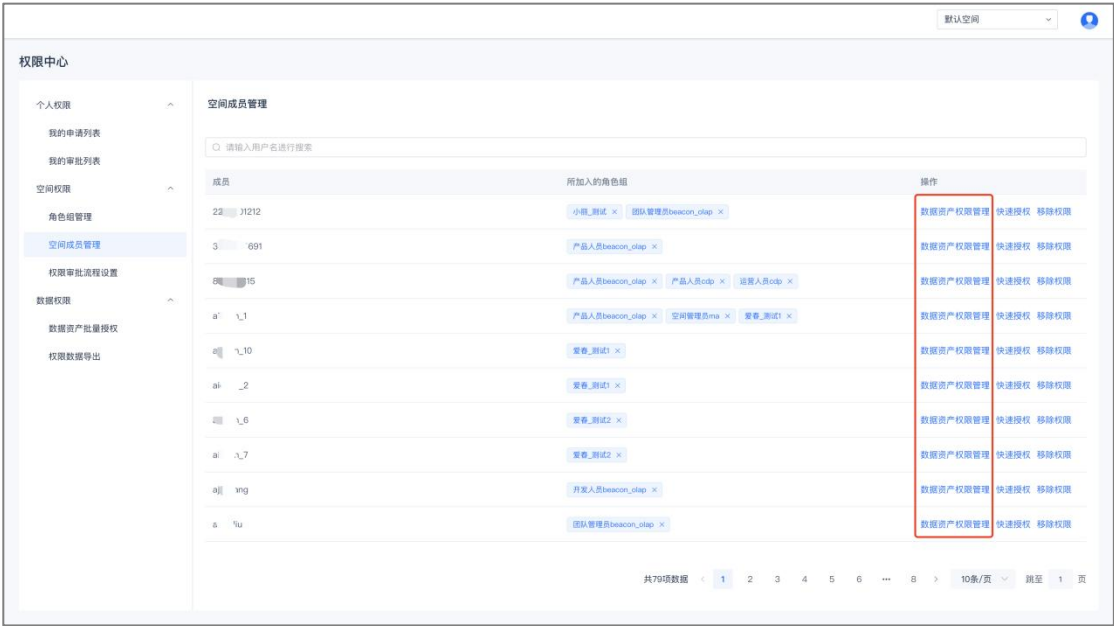 默认空间
权限中心
个人权限
我的申请列表
我的审批列表
空间权限
角色组管理
空间成员管理
权限审批流程设置
数据权限
数据资产批量授权
权限数据导出
空间成员管理
请输入用户名进行搜索
成员 所加入的角色组 操作
22 01212 小熊_测试 × 团队管理员beacon_olap × 数据资产权限管理 快速授权 移除权限
3 691 产品人员beacon_olap × 数据资产权限管理 快速授权 移除权限
15 产品人员beacon_olap × 产品人员cdp × 运营人员cdp × 数据资产权限管理 快速授权 移除权限
_1 产品人员beacon_olap × 空间管理员ma × 爱春_测试1 × 数据资产权限管理 快速授权 移除权限
_10 爱春_测试1 × 数据资产权限管理 快速授权 移除权限
_2 爱春_测试1 × 数据资产权限管理 快速授权 移除权限
_6 爱春_测试2 × 数据资产权限管理 快速授权 移除权限
_7 爱春_测试2 × 数据资产权限管理 快速授权 移除权限
开发人员beacon_olap × 数据资产权限管理 快速授权 移除权限
团队管理员beacon_olap × 数据资产权限管理 快速授权 移除权限
共79项数据 < 1 2 3 4 5 6 ••• 8 > 10条/页 跳至 1 页